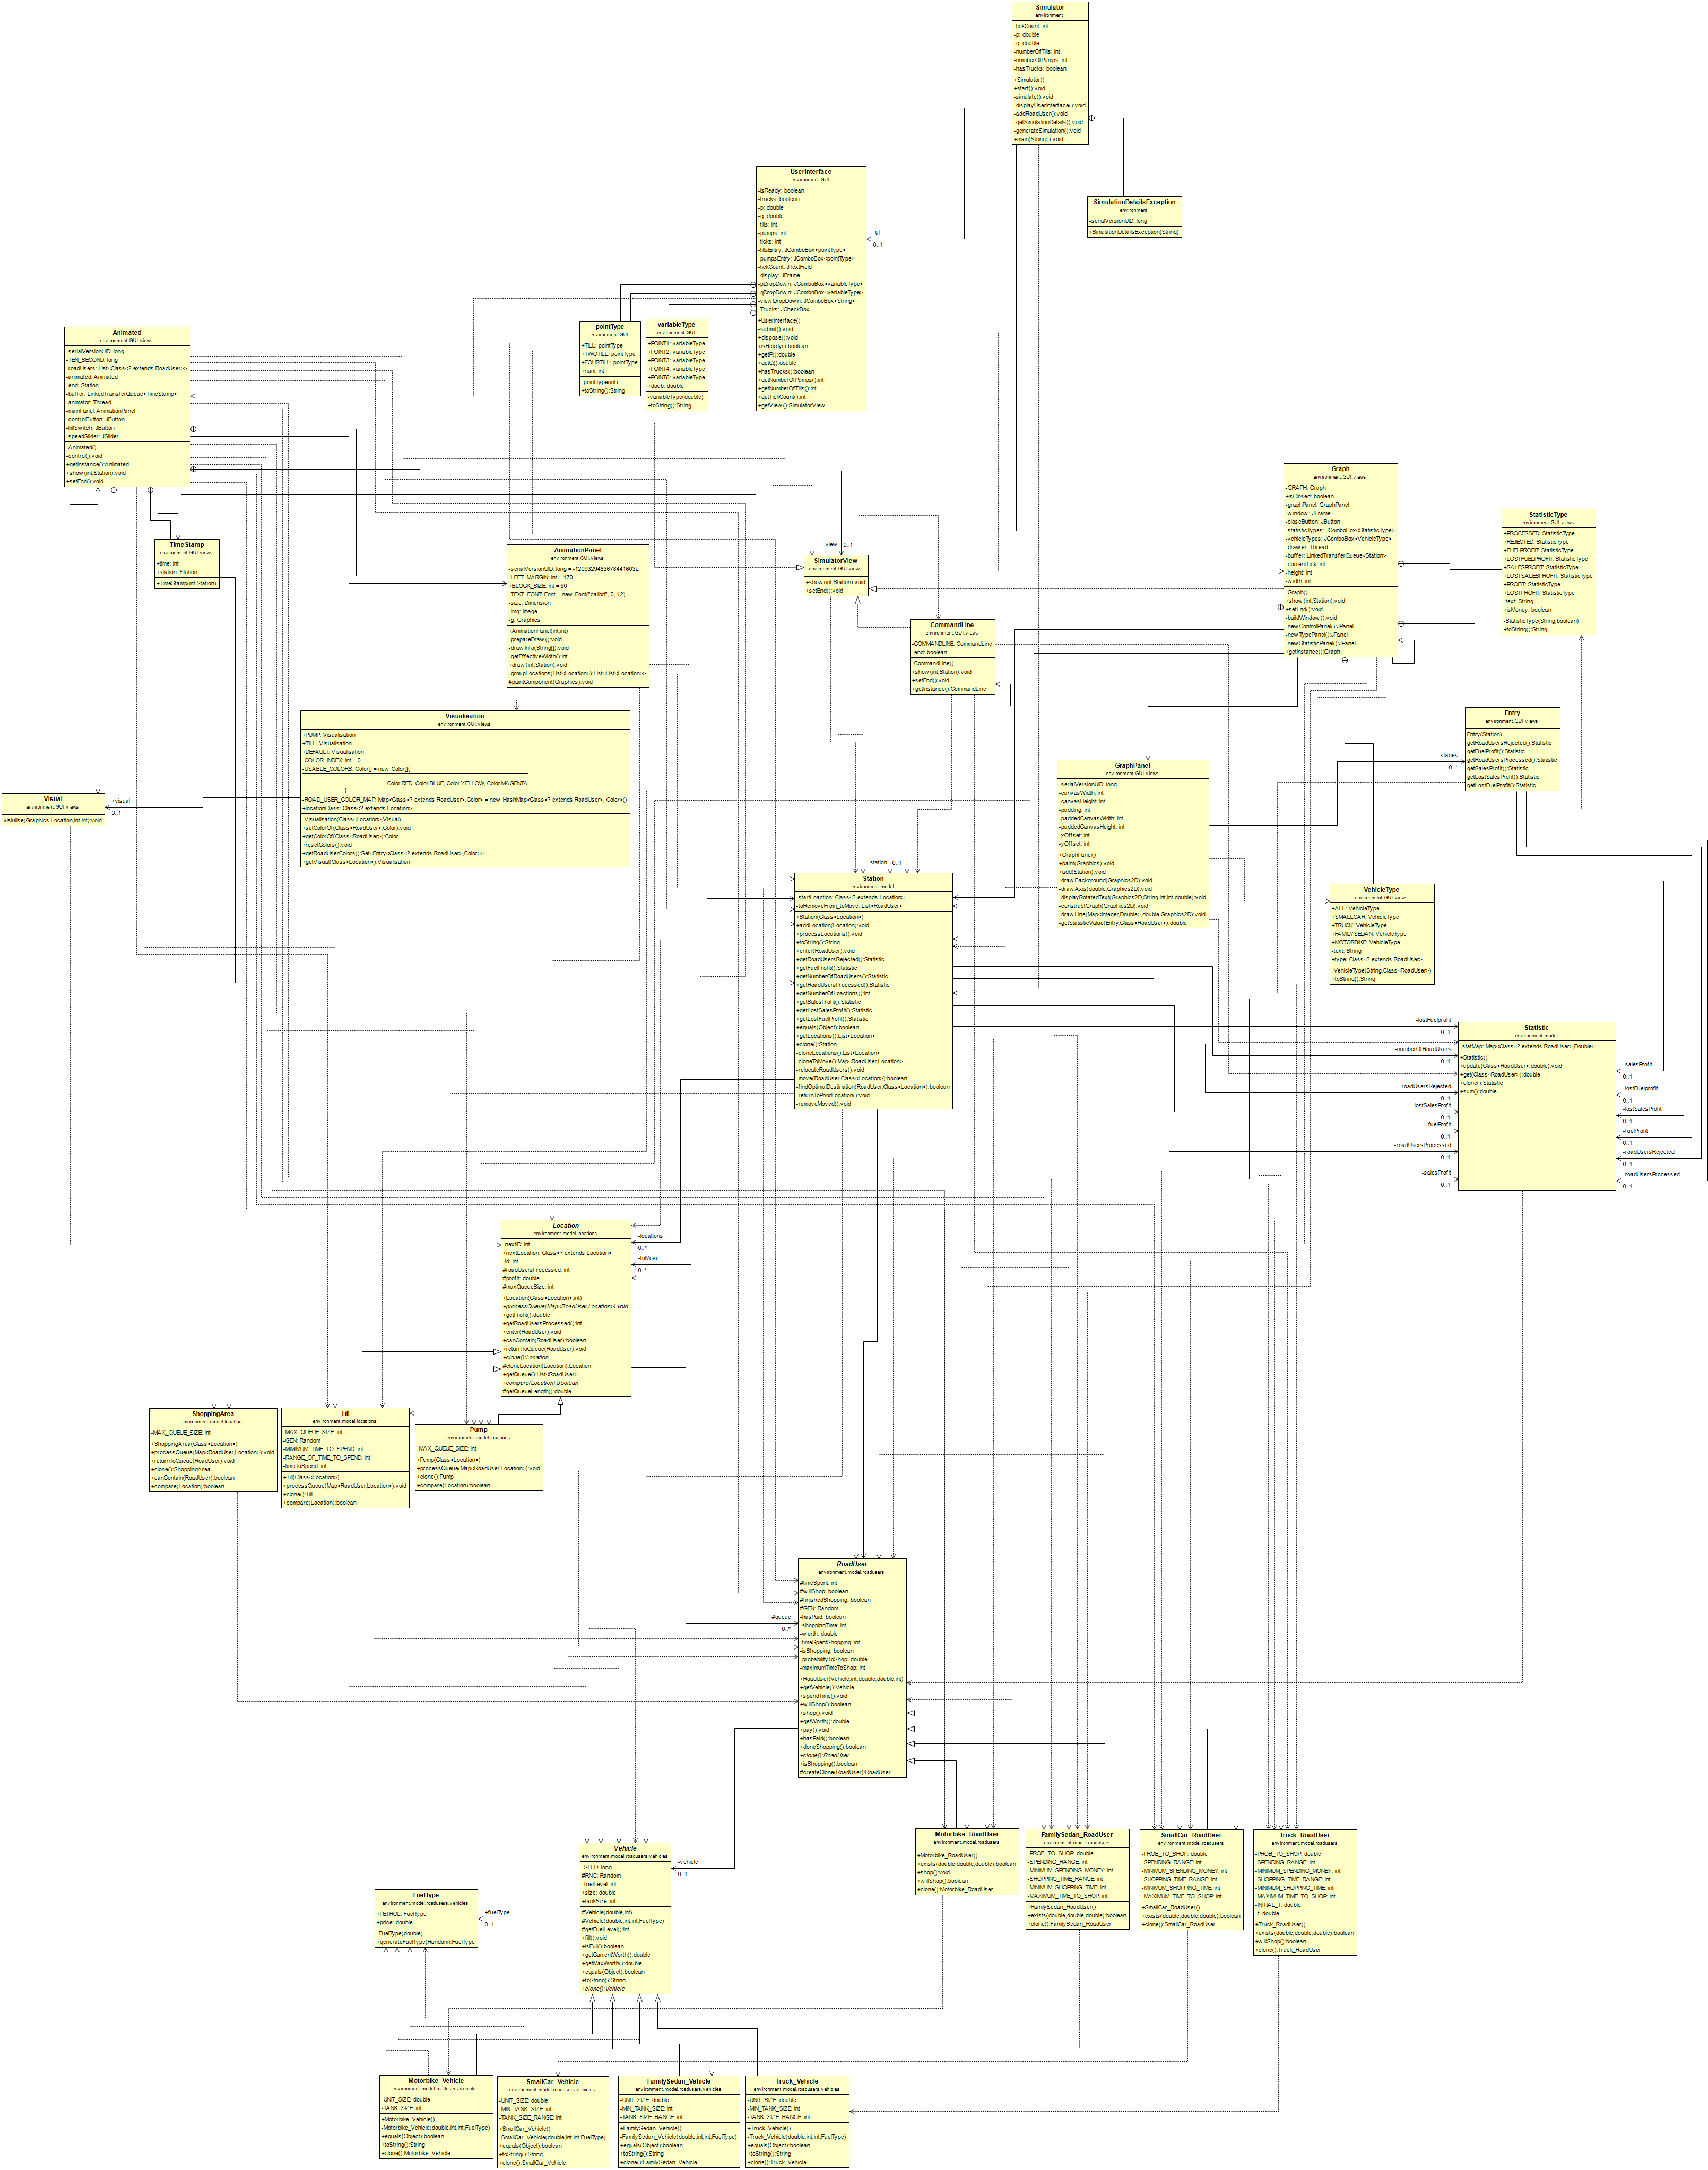 Simulator
environment
-tickCount: int
-p: double
-q: double
-numberOfTills: int
-numberOfPumps: int
-hasTrucks: boolean
+Simulator()
+start():void
-simulate():void
-displayUserInterface():void
-addRoadUser():void
-getSimulationDetails():void
-generateSimulation():void
+main(String[]):void
SimulationDetailsException
environment
-serialVersionUID: long
+SimulationDetailsException(String)
UserInterface
environment.GUI
-isReady: boolean
-trucks: boolean
-p: double
-q: double
-tills: int
-pumps: int
-ticks: int
-tillsEntry: JComboBox<pointType>
-pumpsEntry: JComboBox<pointType>
-tickCount: JTextField
-display: JFrame
-pDropDown: JComboBox<variableType>
-qDropDown: JComboBox<variableType>
-viewDropDown: JComboBox<String>
-Trucks: JCheckBox
+UserInterface()
-submit():void
+dispose():void
+isReady():boolean
+getP():double
+getQ():double
+hasTrucks():boolean
+getNumberOfPumps():int
+getNumberOfTills():int
+getTickCount():int
+getView():SimulatorView
-ui
0..1
pointType
environment.GUI
+TILL: pointType
+TWOTILL: pointType
+FOURTILL: pointType
+num: int
-pointType(int)
+toString():String
variableType
environment.GUI
+POINT1: variableType
+POINT2: variableType
+POINT3: variableType
+POINT4: variableType
+POINT5: variableType
+doub: double
-variableType(double)
+toString():String
Animated
environment.GUI.views
-serialVersionUID: long
-TEN_SECOND: long
-roadUsers: List<Class<? extends RoadUser>>
-animated: Animated
-end: Station
-buffer: LinkedTransferQueue<TimeStamp>
-animator: Thread
-mainPanel: AnimationPanel
-controlButton: JButton
-killSwitch: JButton
-speedSlider: JSlider
-Animated()
-control():void
+getInstance():Animated
+show(int,Station):void
+setEnd():void
TimeStamp
environment.GUI.views
+time: int
+station: Station
+TimeStamp(int,Station)
AnimationPanel
environment.GUI.views
-serialVersionUID: long = -1209329463678441603L
-LEFT_MARGIN: int = 170
+BLOCK_SIZE: int = 80
-TEXT_FONT: Font = new Font("calibri", 0, 12)
-size: Dimension
-img: Image
-g: Graphics
+AnimationPanel(int,int)
-prepareDraw():void
-drawInfo(String[]):void
-getEffectiveWidth():int
+draw(int,Station):void
-groupLocations(List<Location>):List<List<Location>>
#paintComponent(Graphics):void
-view
0..1
SimulatorView
environment.GUI.views
+show(int,Station):void
+setEnd():void
CommandLine
environment.GUI.views
-COMMANDLINE: CommandLine
-end: boolean
-CommandLine()
+show(int,Station):void
+setEnd():void
+getInstance():CommandLine
Graph
environment.GUI.views
-GRAPH: Graph
+isClosed: boolean
-graphPanel: GraphPanel
-window: JFrame
-closeButton: JButton
-statisticTypes: JComboBox<StatisticType>
-vehicleTypes: JComboBox<VehicleType>
-drawer: Thread
-buffer: LinkedTransferQueue<Station>
-currentTick: int
-height: int
-width: int
-Graph()
+show(int,Station):void
+setEnd():void
-buildWindow():void
-newControlPanel():JPanel
-newTypePanel():JPanel
-newStatisticPanel():JPanel
+getInstance():Graph
StatisticType
environment.GUI.views
+PROCESSED: StatisticType
+REJECTED: StatisticType
+FUELPROFIT: StatisticType
+LOSTFUELPROFIT: StatisticType
+SALESPROFIT: StatisticType
+LOSTSALESPROFIT: StatisticType
+PROFIT: StatisticType
+LOSTPROFIT: StatisticType
-text: String
+isMoney: boolean
-StatisticType(String,boolean)
+toString():String
Visualisation
environment.GUI.views
+PUMP: Visualisation
+TILL: Visualisation
+DEFAULT: Visualisation
-COLOR_INDEX: int = 0
-USABLE_COLORS: Color[] = new Color[]{
Color.RED, Color.BLUE, Color.YELLOW, Color.MAGENTA
}
-ROAD_USER_COLOR_MAP: Map<Class<? extends RoadUser>,Color> = new HashMap<Class<? extends RoadUser>, Color>()
+locationClass: Class<? extends Location>
-Visualisation(Class<Location>,Visual)
+setColorOf(Class<RoadUser>,Color):void
+getColorOf(Class<RoadUser>):Color
+resetColors():void
+getRoadUserColors():Set<Entry<Class<? extends RoadUser>,Color>>
+getVisual(Class<Location>):Visualisation
Visual
environment.GUI.views
visiulise(Graphics,Location,int,int):void
+visual
0..1
Entry
environment.GUI.views
Entry(Station)
getRoadUsersRejected():Statistic
getFuelProfit():Statistic
getRoadUsersProcessed():Statistic
getSalesProfit():Statistic
getLostSalesProfit():Statistic
getLostFuelProfit():Statistic
-stages
0..*
GraphPanel
environment.GUI.views
-serialVersionUID: long
-canvasWidth: int
-canvasHeight: int
-padding: int
-paddedCanvasWidth: int
-paddedCanvasHeight: int
-xOffset: int
-yOffset: int
+GraphPanel()
+paint(Graphics):void
+add(Station):void
-drawBackground(Graphics2D):void
-drawAxis(double,Graphics2D):void
-displayRotatedText(Graphics2D,String,int,int,double):void
-constructGraph(Graphics2D):void
-drawLine(Map<Integer,Double>,double,Graphics2D):void
-getStatisticValue(Entry,Class<RoadUser>):double
VehicleType
environment.GUI.views
+ALL: VehicleType
+SMALLCAR: VehicleType
+TRUCK: VehicleType
+FAMILYSEDAN: VehicleType
+MOTORBIKE: VehicleType
-text: String
+type: Class<? extends RoadUser>
-VehicleType(String,Class<RoadUser>)
+toString():String
-station
0..1
Station
environment.model
-startLoaction: Class<? extends Location>
-toRemoveFrom_toMove: List<RoadUser>
+Station(Class<Location>)
+addLocation(Location):void
+processLocations():void
+toString():String
+enter(RoadUser):void
+getRoadUsersRejected():Statistic
+getFuelProfit():Statistic
+getNumberOfRoadUsers():Statistic
+getRoadUsersProcessed():Statistic
+getNumberOfLoactions():int
+getSalesProfit():Statistic
+getLostSalesProfit():Statistic
+getLostFuelProfit():Statistic
+equals(Object):boolean
+getLocations():List<Location>
+clone():Station
-cloneLocations():List<Location>
-cloneToMove():Map<RoadUser,Location>
-relocateRoadUsers():void
-move(RoadUser,Class<Location>):boolean
-findOptimalDestination(RoadUser,Class<Location>):boolean
-returnToPriorLocation():void
-removeMoved():void
Statistic
environment.model
-statMap: Map<Class<? extends RoadUser>,Double>
+Statistic()
+update(Class<RoadUser>,double):void
+get(Class<RoadUser>):double
+clone():Statistic
+sum():double
-lostFuelprofit
0..1
-numberOfRoadUsers
0..1
-roadUsersRejected
0..1
-lostSalesProfit
0..1
-fuelProfit
0..1
-roadUsersProcessed
0..1
-salesProfit
0..1
-salesProfit
0..1
-lostFuelprofit
0..1
-lostSalesProfit
0..1
-fuelProfit
0..1
-roadUsersRejected
0..1
-roadUsersProcessed
0..1
Location
environment.model.locations
-nextID: int
+nextLocation: Class<? extends Location>
-id: int
#roadUsersProcessed: int
#profit: double
#maxQueueSize: int
+Location(Class<Location>,int)
+processQueue(Map<RoadUser,Location>):void
+getProfit():double
+getRoadUsersProcessed():int
+enter(RoadUser):void
+canContain(RoadUser):boolean
+returnToQueue(RoadUser):void
+clone():Location
#cloneLocation(Location):Location
+getQueue():List<RoadUser>
+compare(Location):boolean
#getQueueLength():double
-locations
0..*
-toMove
0..*
ShoppingArea
environment.model.locations
-MAX_QUEUE_SIZE: int
+ShoppingArea(Class<Location>)
+processQueue(Map<RoadUser,Location>):void
+returnToQueue(RoadUser):void
+clone():ShoppingArea
+canContain(RoadUser):boolean
+compare(Location):boolean
Till
environment.model.locations
-MAX_QUEUE_SIZE: int
-GEN: Random
-MIMIMUM_TIME_TO_SPEND: int
-RANGE_OF_TIME_TO_SPEND: int
-timeToSpend: int
+Till(Class<Location>)
+processQueue(Map<RoadUser,Location>):void
+clone():Till
+compare(Location):boolean
Pump
environment.model.locations
-MAX_QUEUE_SIZE: int
+Pump(Class<Location>)
+processQueue(Map<RoadUser,Location>):void
+clone():Pump
+compare(Location):boolean
RoadUser
environment.model.roadusers
#timeSpent: int
#willShop: boolean
#finishedShopping: boolean
#GEN: Random
-hasPaid: boolean
-shoppingTime: int
-worth: double
-timeSpentShopping: int
-isShopping: boolean
-probabilityToShop: double
-maximumTimeToShop: int
+RoadUser(Vehicle,int,double,double,int)
+getVehicle():Vehicle
+spendTime():void
+willShop():boolean
+shop():void
+getWorth():double
+pay():void
+hasPaid():boolean
+doneShopping():boolean
+clone():RoadUser
+isShopping():boolean
#createClone(RoadUser):RoadUser
#queue
0..*
Motorbike_RoadUser
environment.model.roadusers
+Motorbike_RoadUser()
+exists(double,double,double):boolean
+shop():void
+willShop():boolean
+clone():Motorbike_RoadUser
FamilySedan_RoadUser
environment.model.roadusers
-PROB_TO_SHOP: double
-SPENDING_RANGE: int
-MINIMUM_SPENDING_MONEY: int
-SHOPPING_TIME_RANGE: int
-MINIMUM_SHOPPING_TIME: int
-MAXIMUM_TIME_TO_SHOP: int
+FamilySedan_RoadUser()
+exists(double,double,double):boolean
+clone():FamilySedan_RoadUser
SmallCar_RoadUser
environment.model.roadusers
-PROB_TO_SHOP: double
-SPENDING_RANGE: int
-MINIMUM_SPENDING_MONEY: int
-SHOPPING_TIME_RANGE: int
-MINIMUM_SHOPPING_TIME: int
-MAXIMUM_TIME_TO_SHOP: int
+SmallCar_RoadUser()
+exists(double,double,double):boolean
+clone():SmallCar_RoadUser
Truck_RoadUser
environment.model.roadusers
-PROB_TO_SHOP: double
-SPENDING_RANGE: int
-MINIMUM_SPENDING_MONEY: int
-SHOPPING_TIME_RANGE: int
-MINIMUM_SHOPPING_TIME: int
-MAXIMUM_TIME_TO_SHOP: int
-INITIAL_T: double
-t: double
+Truck_RoadUser()
+exists(double,double,double):boolean
+willShop():boolean
+clone():Truck_RoadUser
Vehicle
environment.model.roadusers.vehicles
-SEED: long
#RNG: Random
-fuelLevel: int
+size: double
+tankSize: int
#Vehicle(double,int)
#Vehicle(double,int,int,FuelType)
#getFuelLevel():int
+fill():void
+isFull():boolean
+getCurrentWorth():double
+getMaxWorth():double
+equals(Object):boolean
+toString():String
+clone():Vehicle
-vehicle
0..1
FuelType
environment.model.roadusers.vehicles
+PETROL: FuelType
+price: double
-FuelType(double)
+generateFuelType(Random):FuelType
+fuelType
0..1
Motorbike_Vehicle
environment.model.roadusers.vehicles
-UNIT_SIZE: double
-TANK_SIZE: int
+Motorbike_Vehicle()
-Motorbike_Vehicle(double,int,int,FuelType)
+equals(Object):boolean
+toString():String
+clone():Motorbike_Vehicle
SmallCar_Vehicle
environment.model.roadusers.vehicles
-UNIT_SIZE: double
-MIN_TANK_SIZE: int
-TANK_SIZE_RANGE: int
+SmallCar_Vehicle()
-SmallCar_Vehicle(double,int,int,FuelType)
+equals(Object):boolean
+toString():String
+clone():SmallCar_Vehicle
FamilySedan_Vehicle
environment.model.roadusers.vehicles
-UNIT_SIZE: double
-MIN_TANK_SIZE: int
-TANK_SIZE_RANGE: int
+FamilySedan_Vehicle()
-FamilySedan_Vehicle(double,int,int,FuelType)
+equals(Object):boolean
+toString():String
+clone():FamilySedan_Vehicle
Truck_Vehicle
environment.model.roadusers.vehicles
-UNIT_SIZE: double
-MIN_TANK_SIZE: int
-TANK_SIZE_RANGE: int
+Truck_Vehicle()
-Truck_Vehicle(double,int,int,FuelType)
+equals(Object):boolean
+toString():String
+clone():Truck_Vehicle